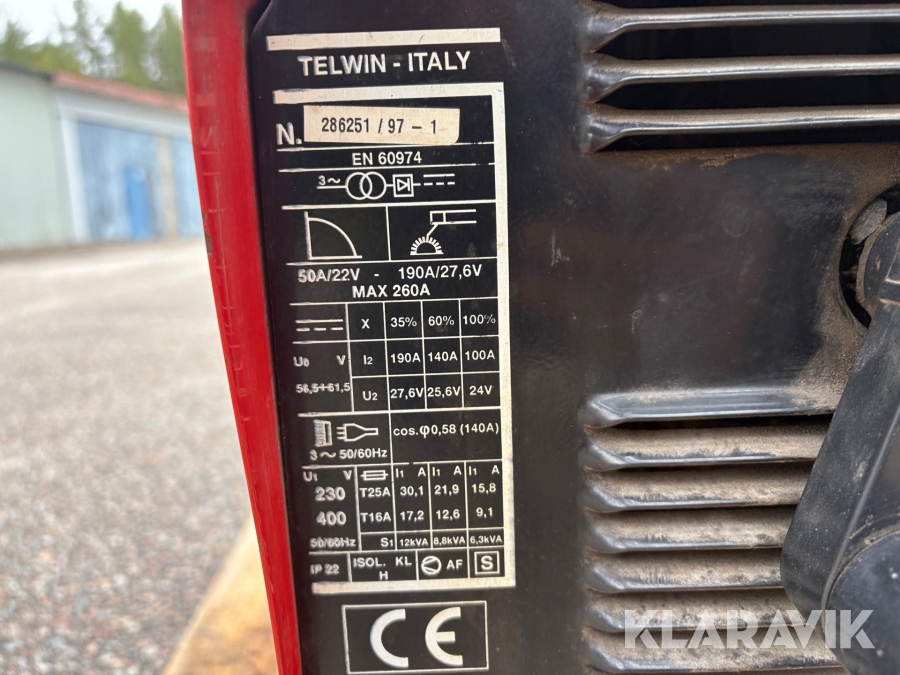 TELWIN - ITALY
N. 286251 / 97 - 1
EN 60974
3~
50A/22V - 190A/27,6V
MAX 260A
X 35% 60% 100%
U0 V I2 190A 140A 100A
56,5÷61,5 U2 27,6V 25,6V 24V
cos.φ0,58 (140A)
3~50/60Hz
U1 V I1 A I1 A I1 A
230 T25A 30,1 21,9 15,8
400 T16A 17,2 12,6 9,1
50/60Hz S1 12kVA 8,8kVA 6,3kVA
IP 22 ISOL. KL H AF S
CE
KLARAVIK